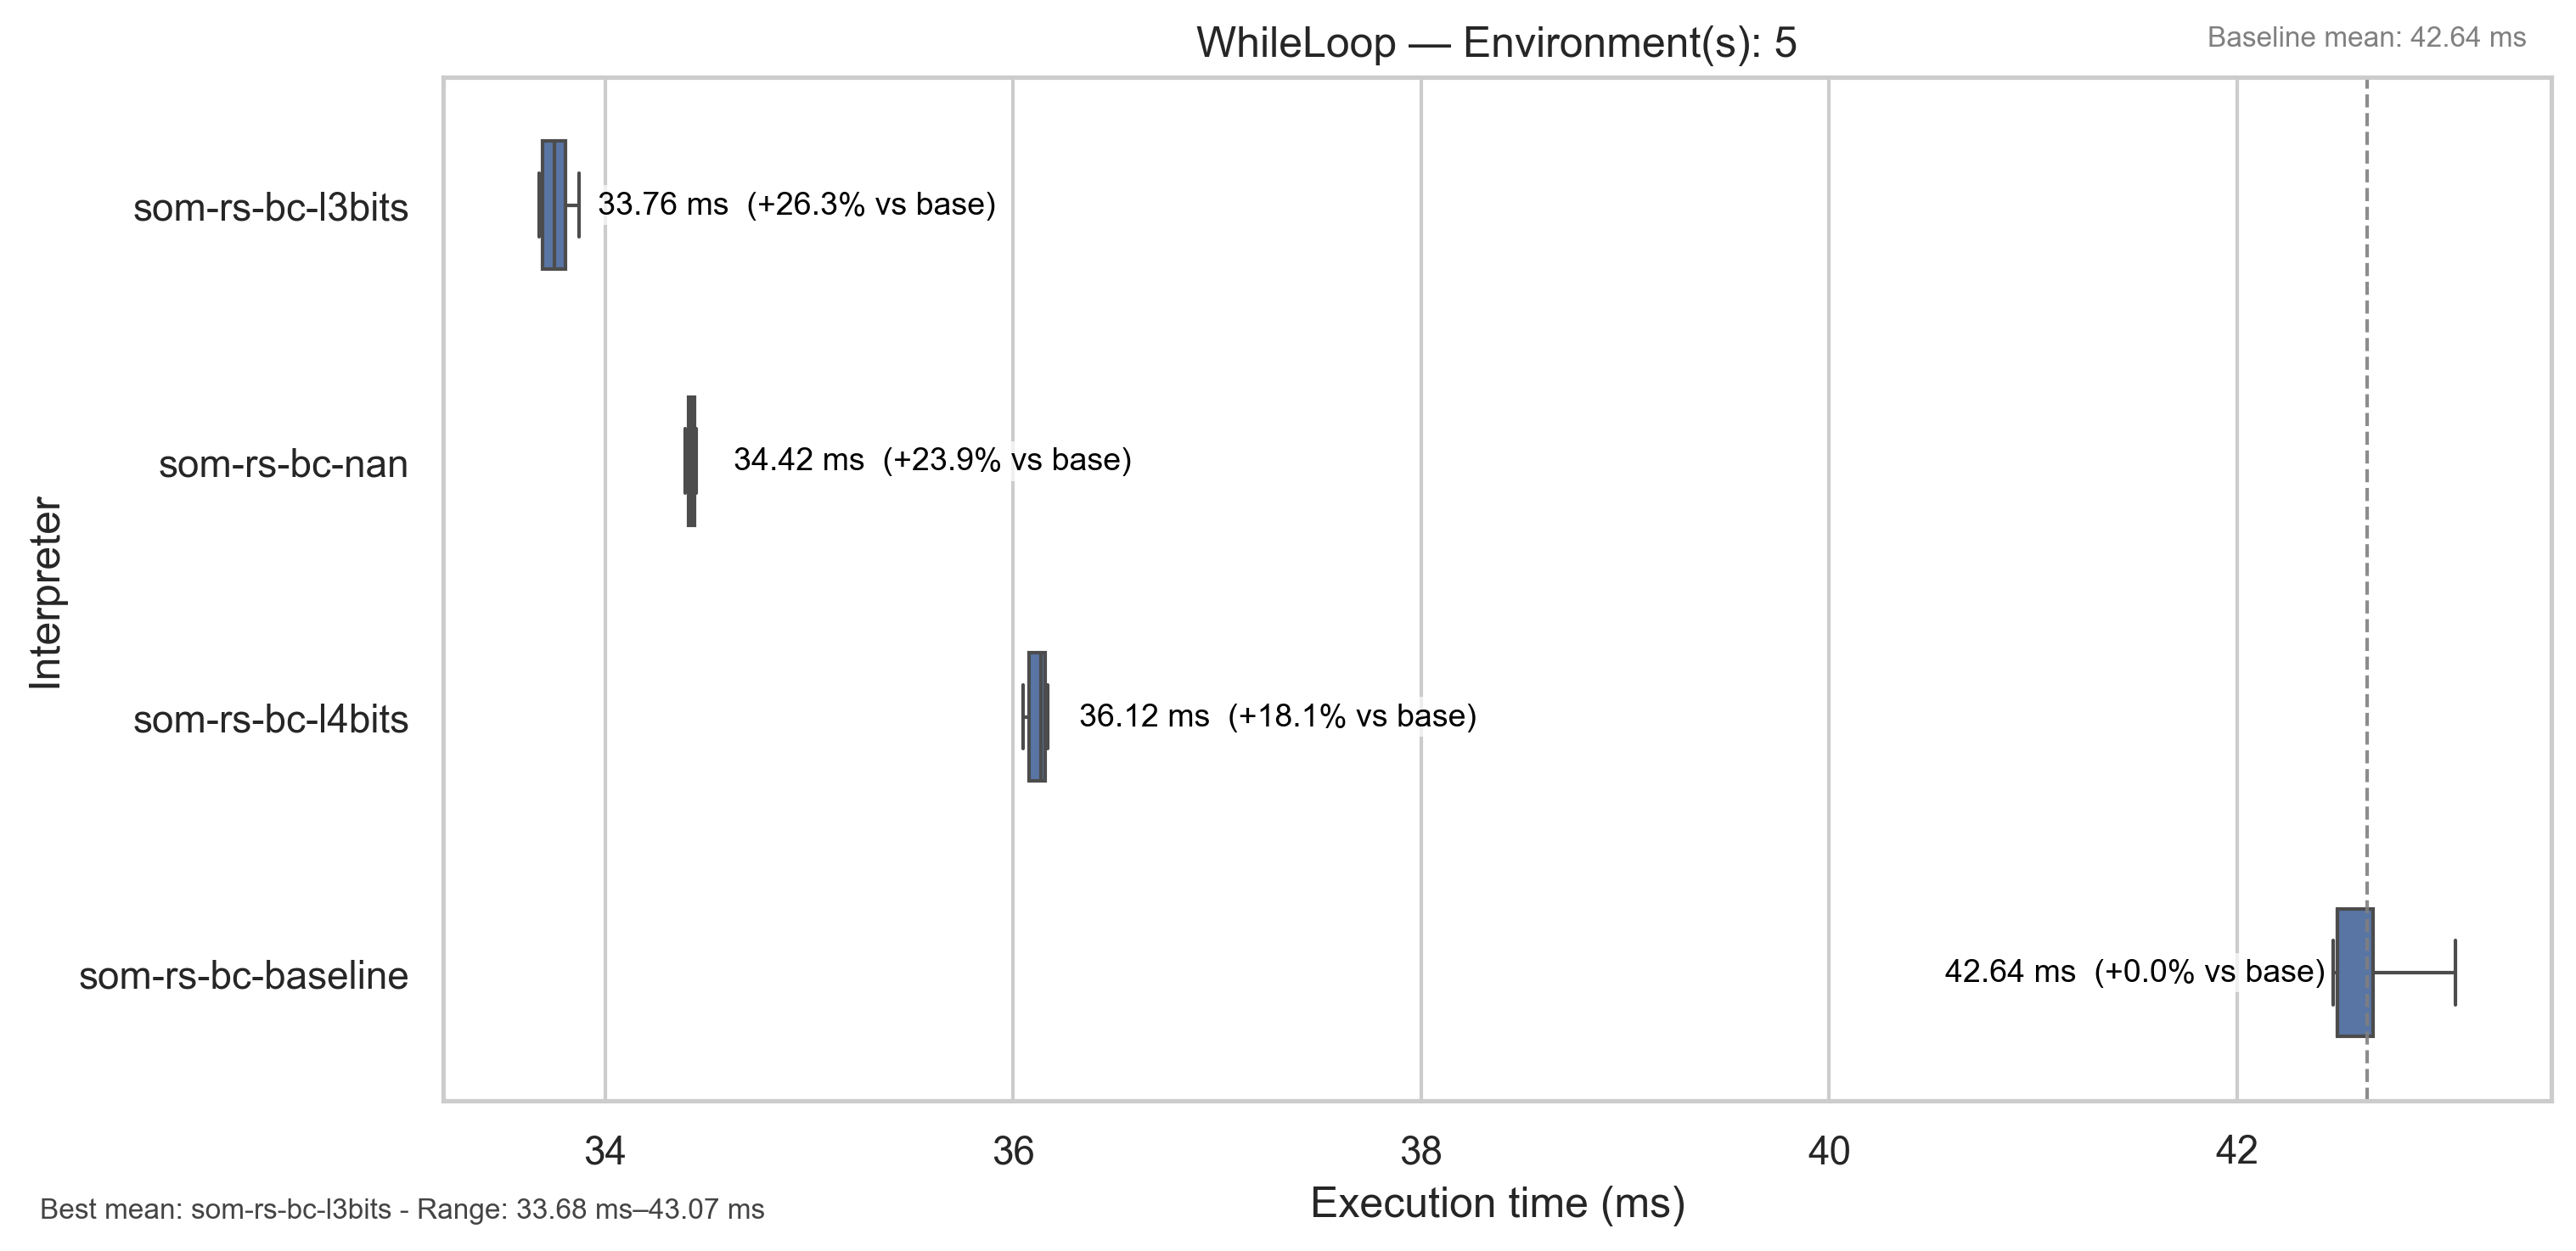 WhileLoop — Environment(s): 5
Baseline mean: 42.64 ms
Interpreter
som-rs-bc-l3bits
33.76 ms (+26.3% vs base)
som-rs-bc-nan
34.42 ms (+23.9% vs base)
som-rs-bc-l4bits
36.12 ms (+18.1% vs base)
som-rs-bc-baseline
42.64 ms (+0.0% vs base)
34 36 38 40 42
Execution time (ms)
Best mean: som-rs-bc-l3bits - Range: 33.68 ms–43.07 ms